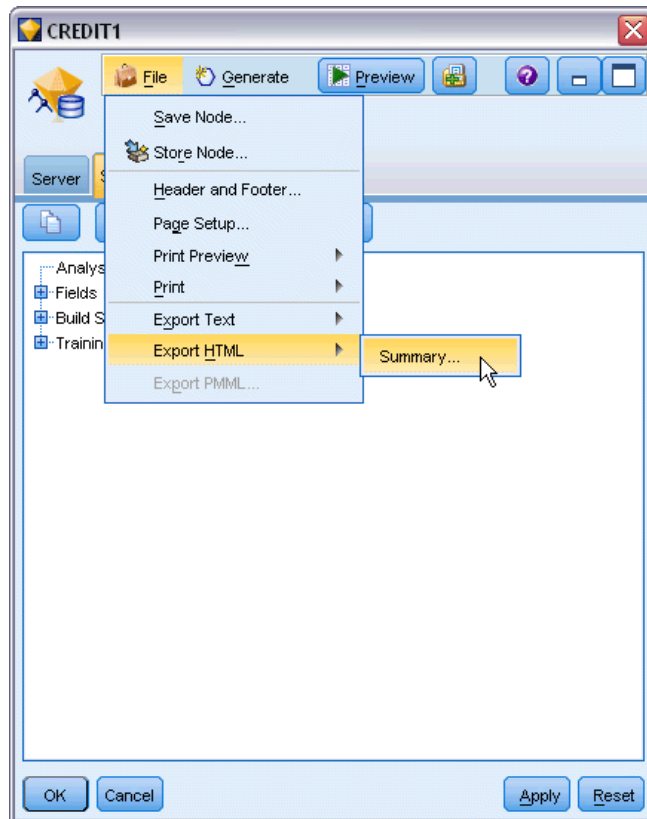 CREDIT1
File Generate Preview
Save Node...
Store Node...
Server
Header and Footer...
Page Setup...
Print Preview
Print
Export Text
Export HTML
Summary...
Export PMML...
Analys
Fields
Build S
Trainin
OK Cancel Apply Reset